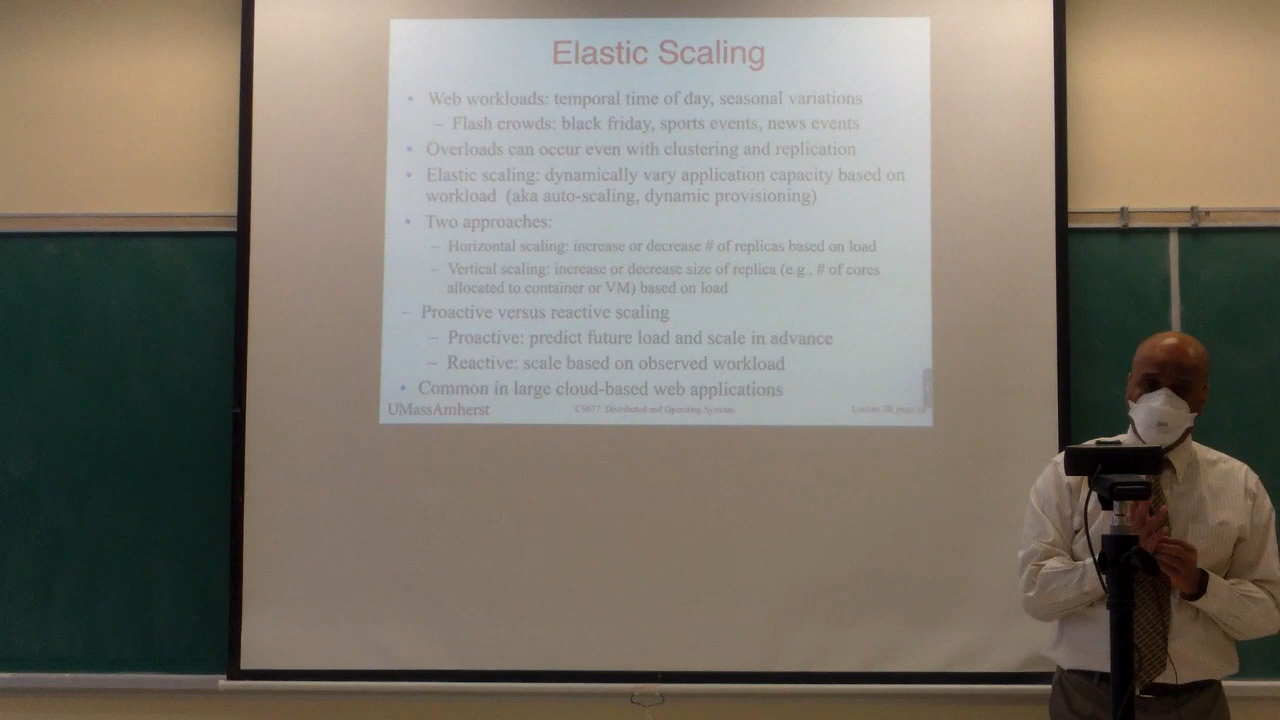 Elastic Scaling
• Web workloads: temporal time of day, seasonal variations
– Flash crowds: black friday, sports events, news events
• Overloads can occur even with clustering and replication
• Elastic scaling: dynamically vary application capacity based on
workload (aka auto-scaling, dynamic provisioning)
• Two approaches:
– Horizontal scaling: increase or decrease # of replicas based on load
– Vertical scaling: increase or decrease size of replica (e.g., # of cores
allocated to container or VM) based on load
– Proactive versus reactive scaling
– Proactive: predict future load and scale in advance
– Reactive: scale based on observed workload
• Common in large cloud-based web applications
UMassAmherst
CS677: Distributed and Operating Systems
Lecture 20, page